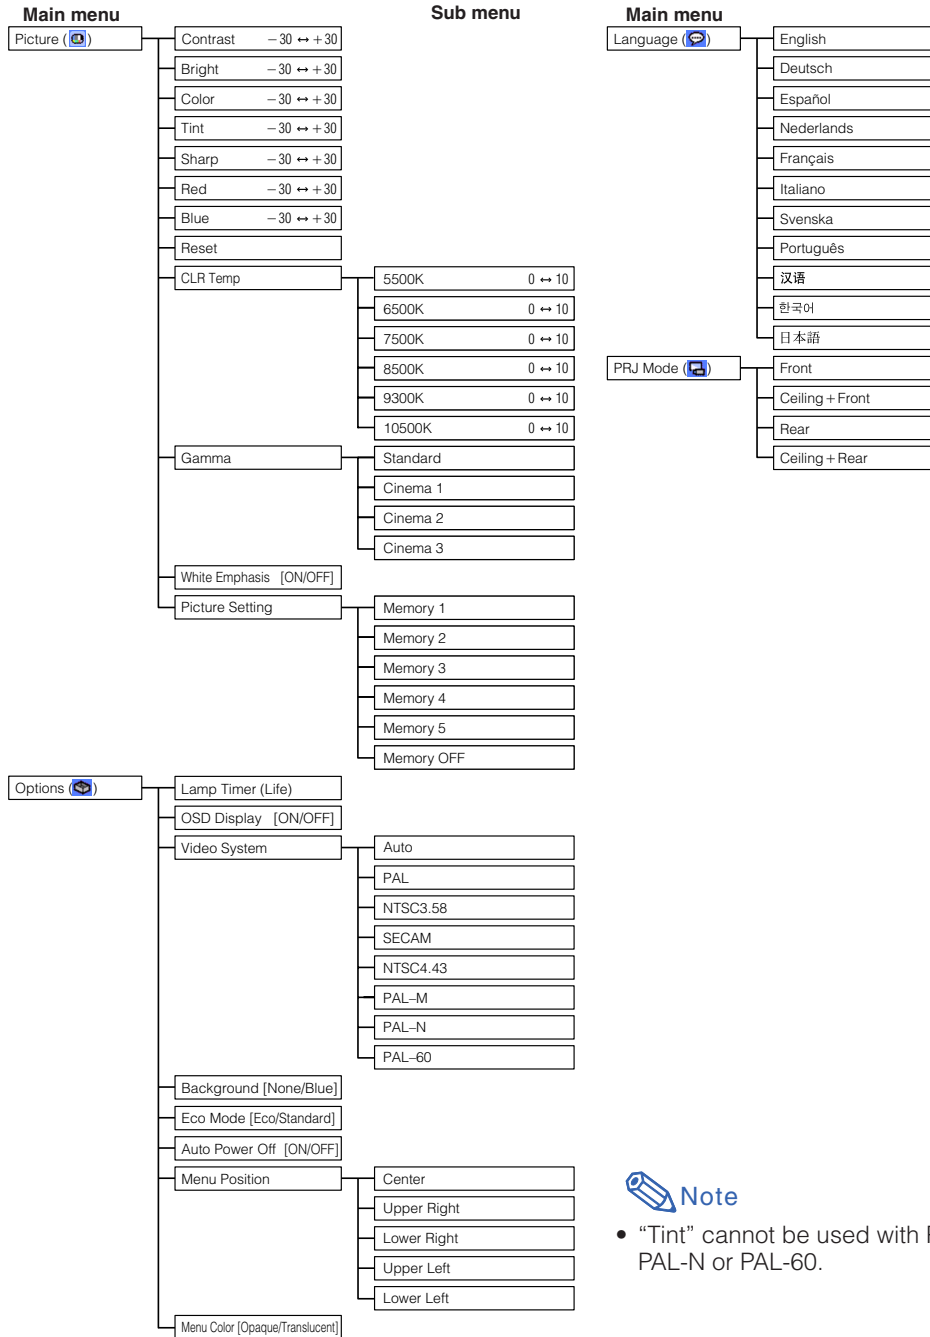 Main menu
Sub menu
Main menu
Picture ( )
Contrast −30 ↔ +30
Bright −30 ↔ +30
Color −30 ↔ +30
Tint −30 ↔ +30
Sharp −30 ↔ +30
Red −30 ↔ +30
Blue −30 ↔ +30
Reset
CLR Temp
5500K 0 ↔ 10
6500K 0 ↔ 10
7500K 0 ↔ 10
8500K 0 ↔ 10
9300K 0 ↔ 10
10500K 0 ↔ 10
Gamma
Standard
Cinema 1
Cinema 2
Cinema 3
White Emphasis [ON/OFF]
Picture Setting
Memory 1
Memory 2
Memory 3
Memory 4
Memory 5
Memory OFF
Options ( )
Lamp Timer (Life)
OSD Display [ON/OFF]
Video System
Auto
PAL
NTSC3.58
SECAM
NTSC4.43
PAL–M
PAL–N
PAL–60
Background [None/Blue]
Eco Mode [Eco/Standard]
Auto Power Off [ON/OFF]
Menu Position
Center
Upper Right
Lower Right
Upper Left
Lower Left
Menu Color [Opaque/Translucent]
Language ( )
English
Deutsch
Español
Nederlands
Français
Italiano
Svenska
Português
汉语
한국어
日本語
PRJ Mode ( )
Front
Ceiling + Front
Rear
Ceiling + Rear
Note
• “Tint” cannot be used with
PAL-N or PAL-60.